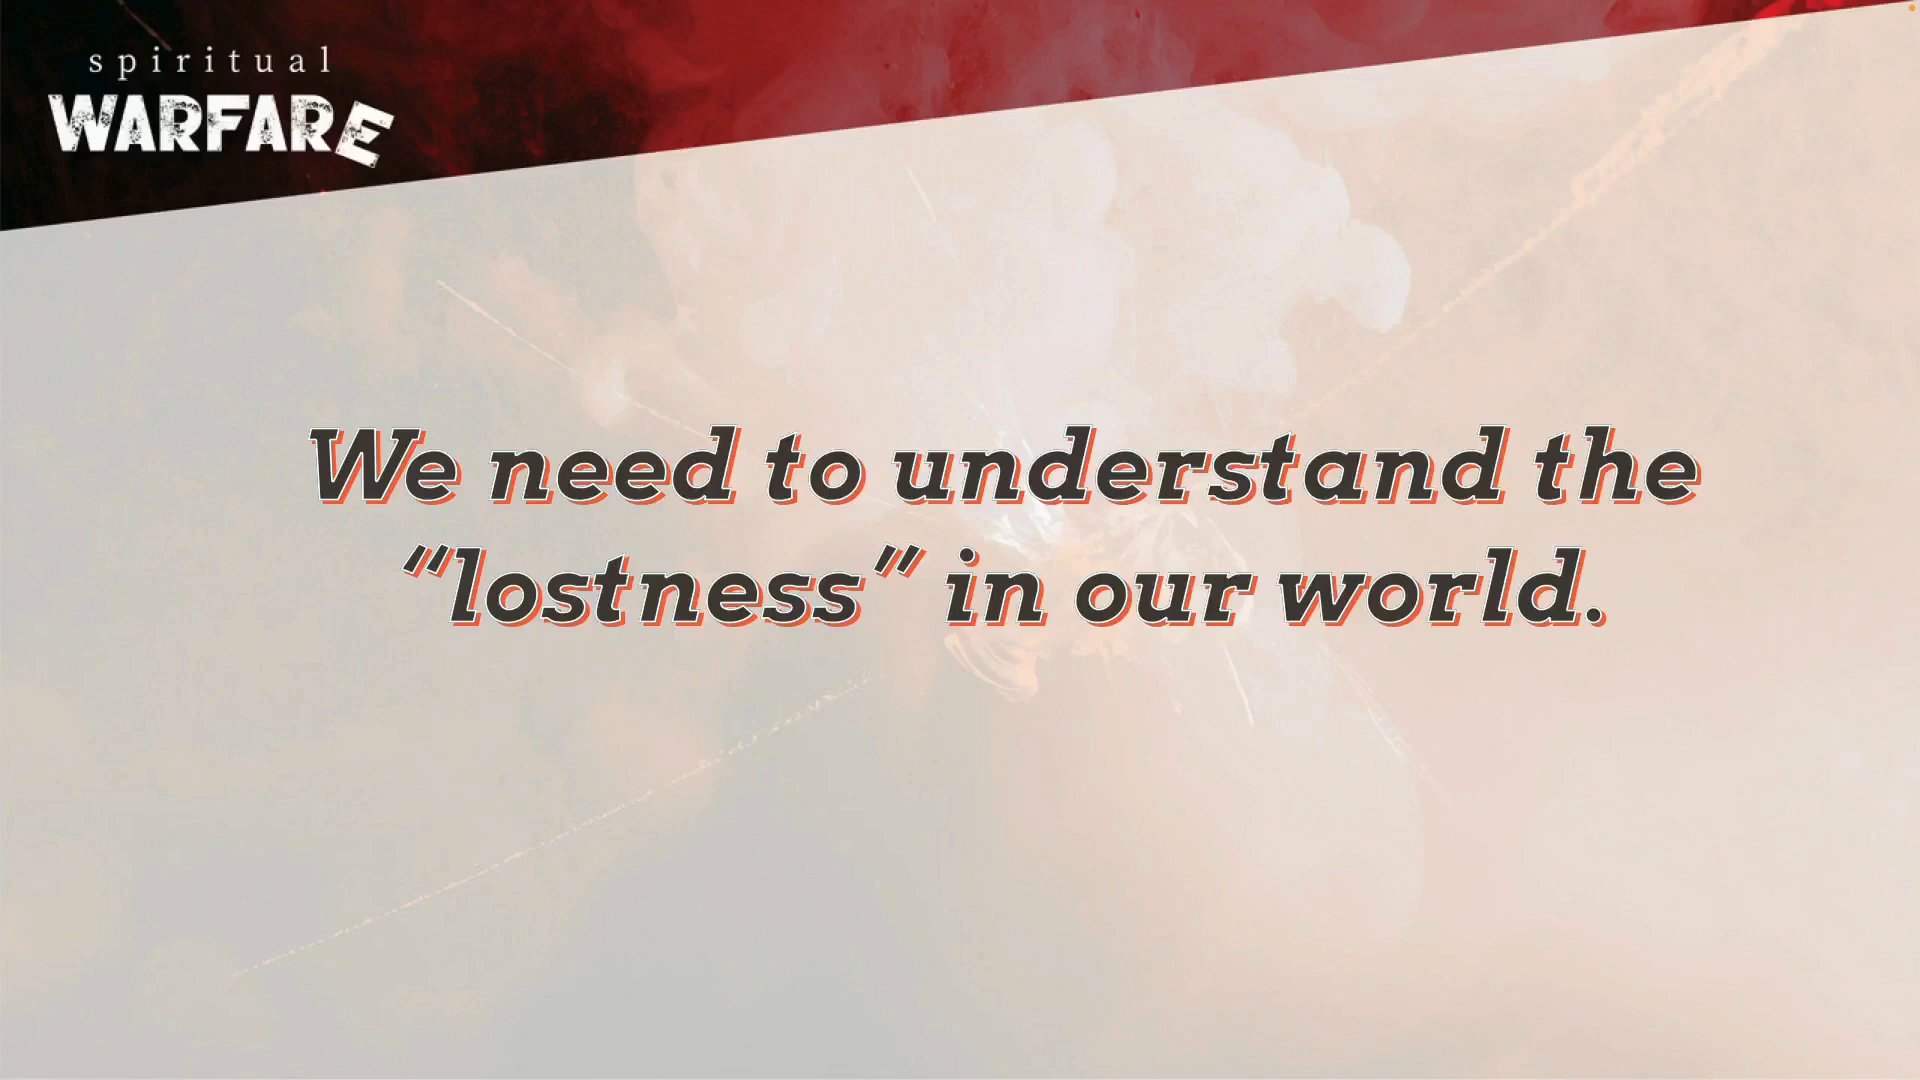 spiritual
WARFARE
We need to understand the
“lostness” in our world.